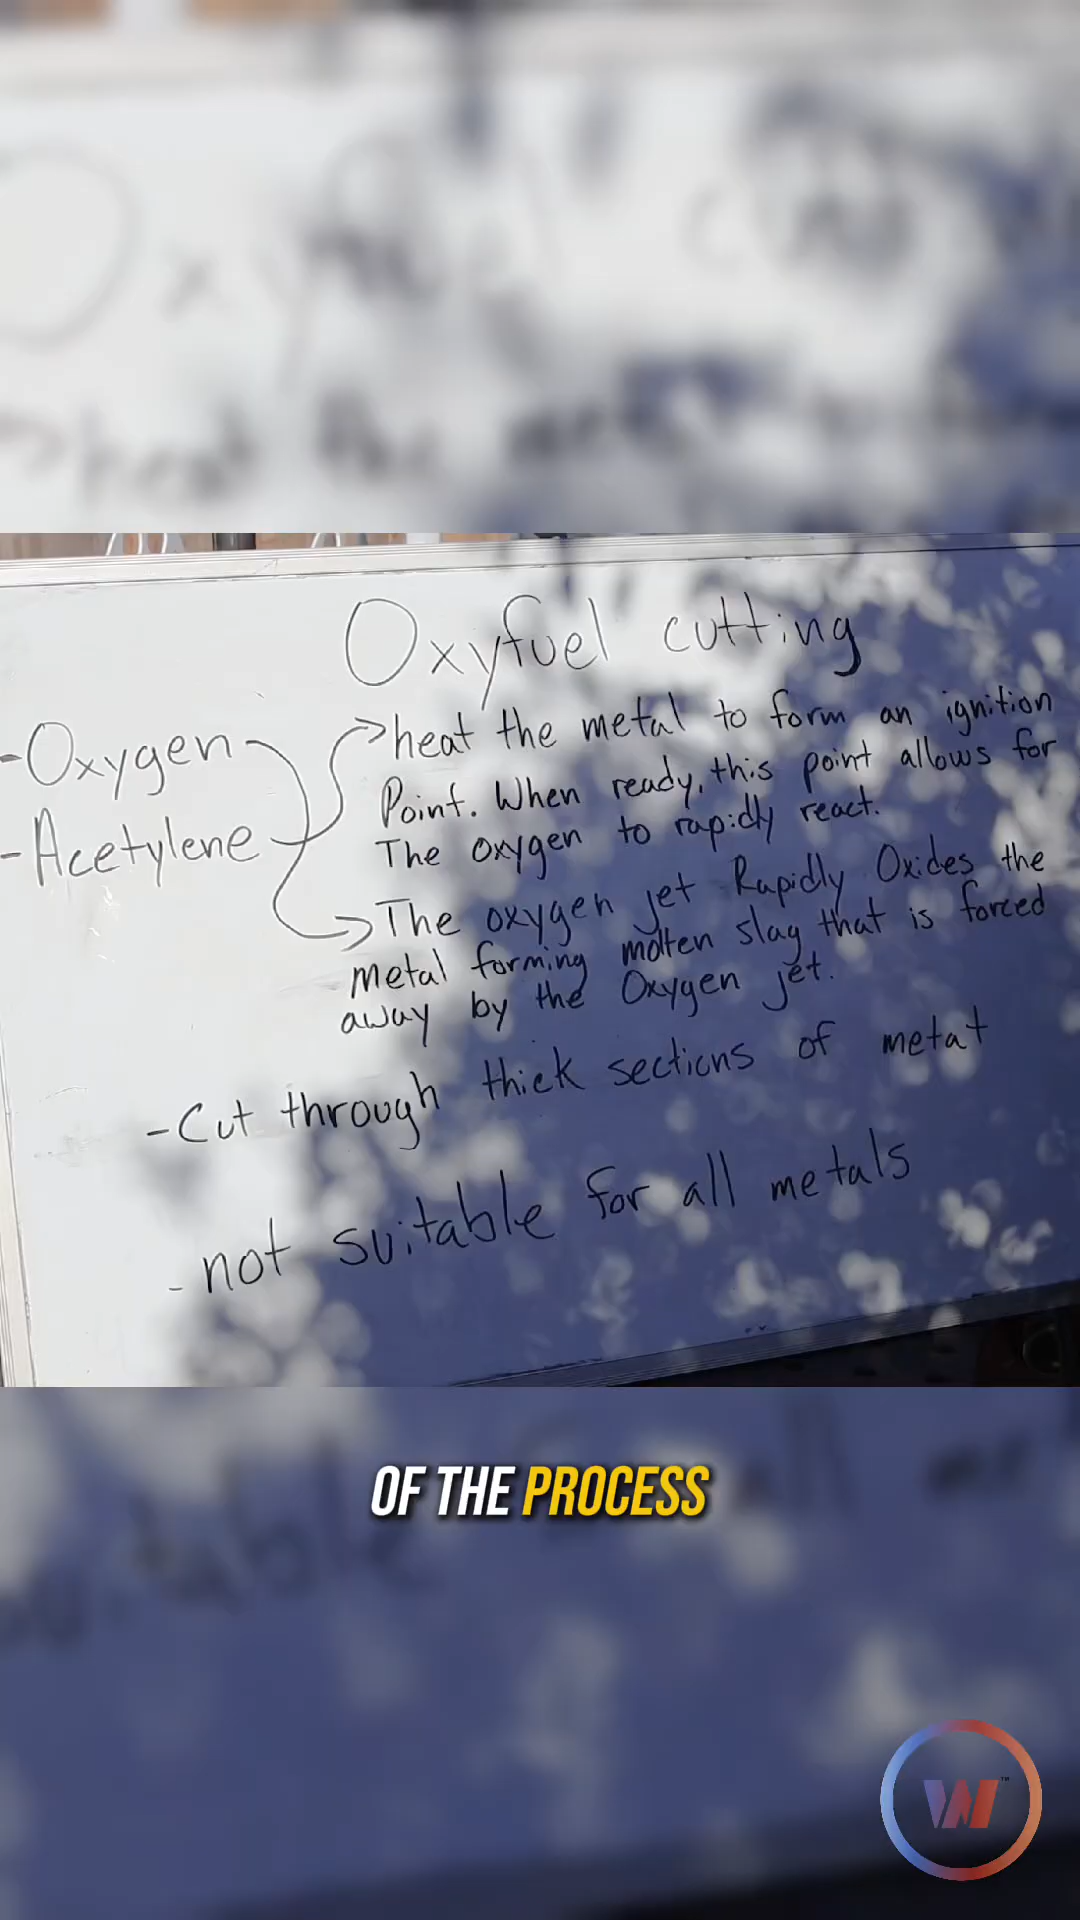 Oxyfuel cutting
-Oxygen
-Acetylene
heat the metal to form an ignition
Point. When ready, this point allows for
The oxygen to rapidly react.
The oxygen jet Rapidly Oxides the
metal forming molten slag that is forced
away by the Oxygen jet.
-Cut through thick sections of metal
-not suitable for all metals
OF THE PROCESS
W™